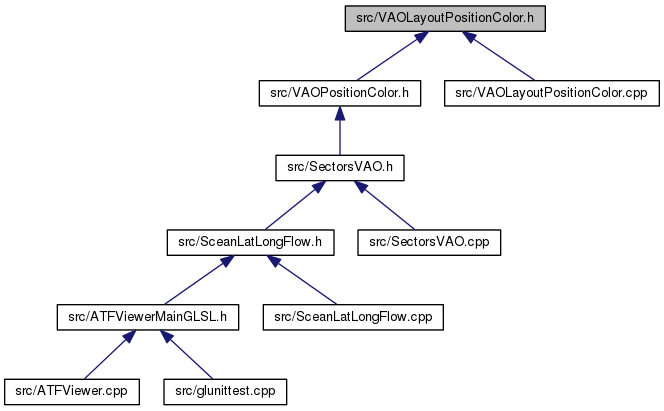 src/VAOLayoutPositionColor.h
src/VAOPositionColor.h
src/VAOLayoutPositionColor.cpp
src/SectorsVAO.h
src/SceanLatLongFlow.h
src/SectorsVAO.cpp
src/ATFViewerMainGLSL.h
src/SceanLatLongFlow.cpp
src/ATFViewer.cpp
src/glunittest.cpp